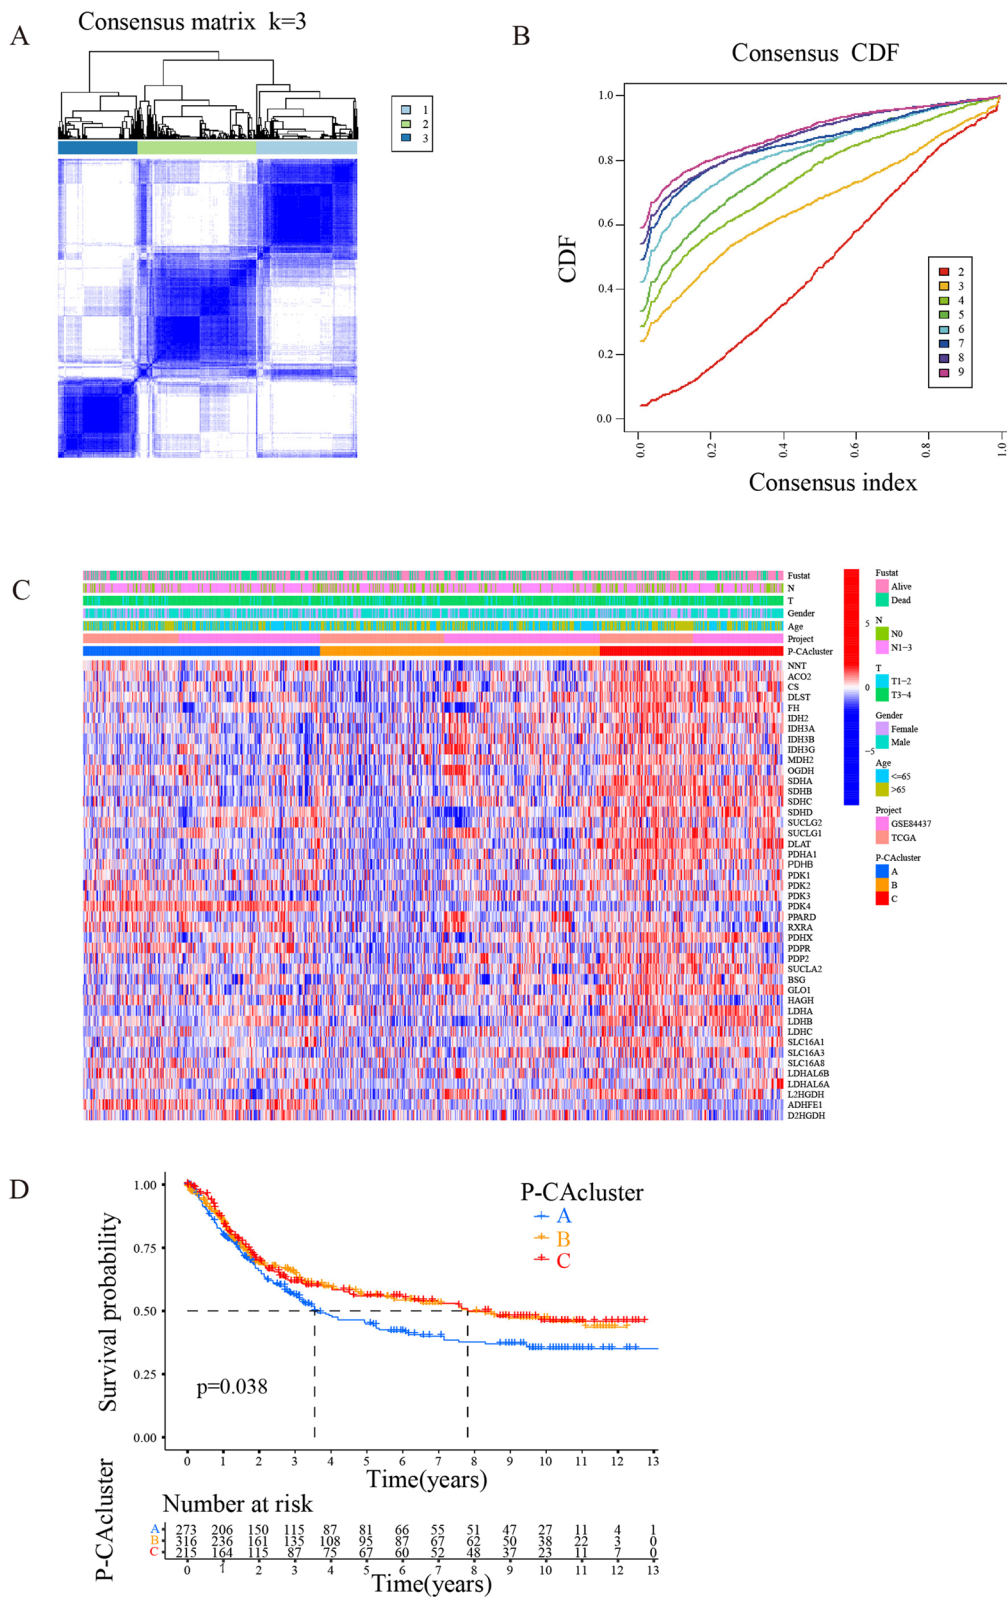 A
Consensus matrix k=3
1
2
3
B
Consensus CDF
CDF
1.0
0.8
0.6
0.4
0.2
0.0
2
3
4
5
6
7
8
9
0.0 0.2 0.4 0.6 0.8 1.0
Consensus index
C
Fustat
N
T
Gender
Age
Project
P-CAcluster
NNT
ACO2
CS
DLST
FH
IDH2
IDH3A
IDH3B
IDH3G
MDH2
OGDH
SDHA
SDHB
SDHC
SDHD
SUCLG2
SUCLG1
DLAT
PDHA1
PDHB
PDK1
PDK2
PDK3
PDK4
PPARD
RXRA
PDHX
PDPR
PDP2
SUCLA2
BSG
GLO1
HAGH
LDHA
LDHB
LDHC
SLC16A1
SLC16A3
SLC16A8
LDHAL6B
LDHAL6A
L2HGDH
ADHFE1
D2HGDH
5
0
−5
Fustat
Alive
Dead
N
N0
N1-3
T
T1-2
T3-4
Gender
Female
Male
Age
<=65
>65
Project
GSE84437
TCGA
P-CAcluster
A
B
C
D
Survival probability
1.00
0.75
0.50
0.25
0.00
P-CAcluster
A
B
C
p=0.038
0 1 2 3 4 5 6 7 8 9 10 11 12 13
Time(years)
P-CAcluster
Number at risk
A 273 206 150 115 87 81 66 55 51 47 27 11 4 1
B 316 236 161 135 108 95 87 67 62 50 38 22 3 0
C 215 164 115 87 75 67 60 52 48 37 23 11 7 0
0 1 2 3 4 5 6 7 8 9 10 11 12 13
Time(years)